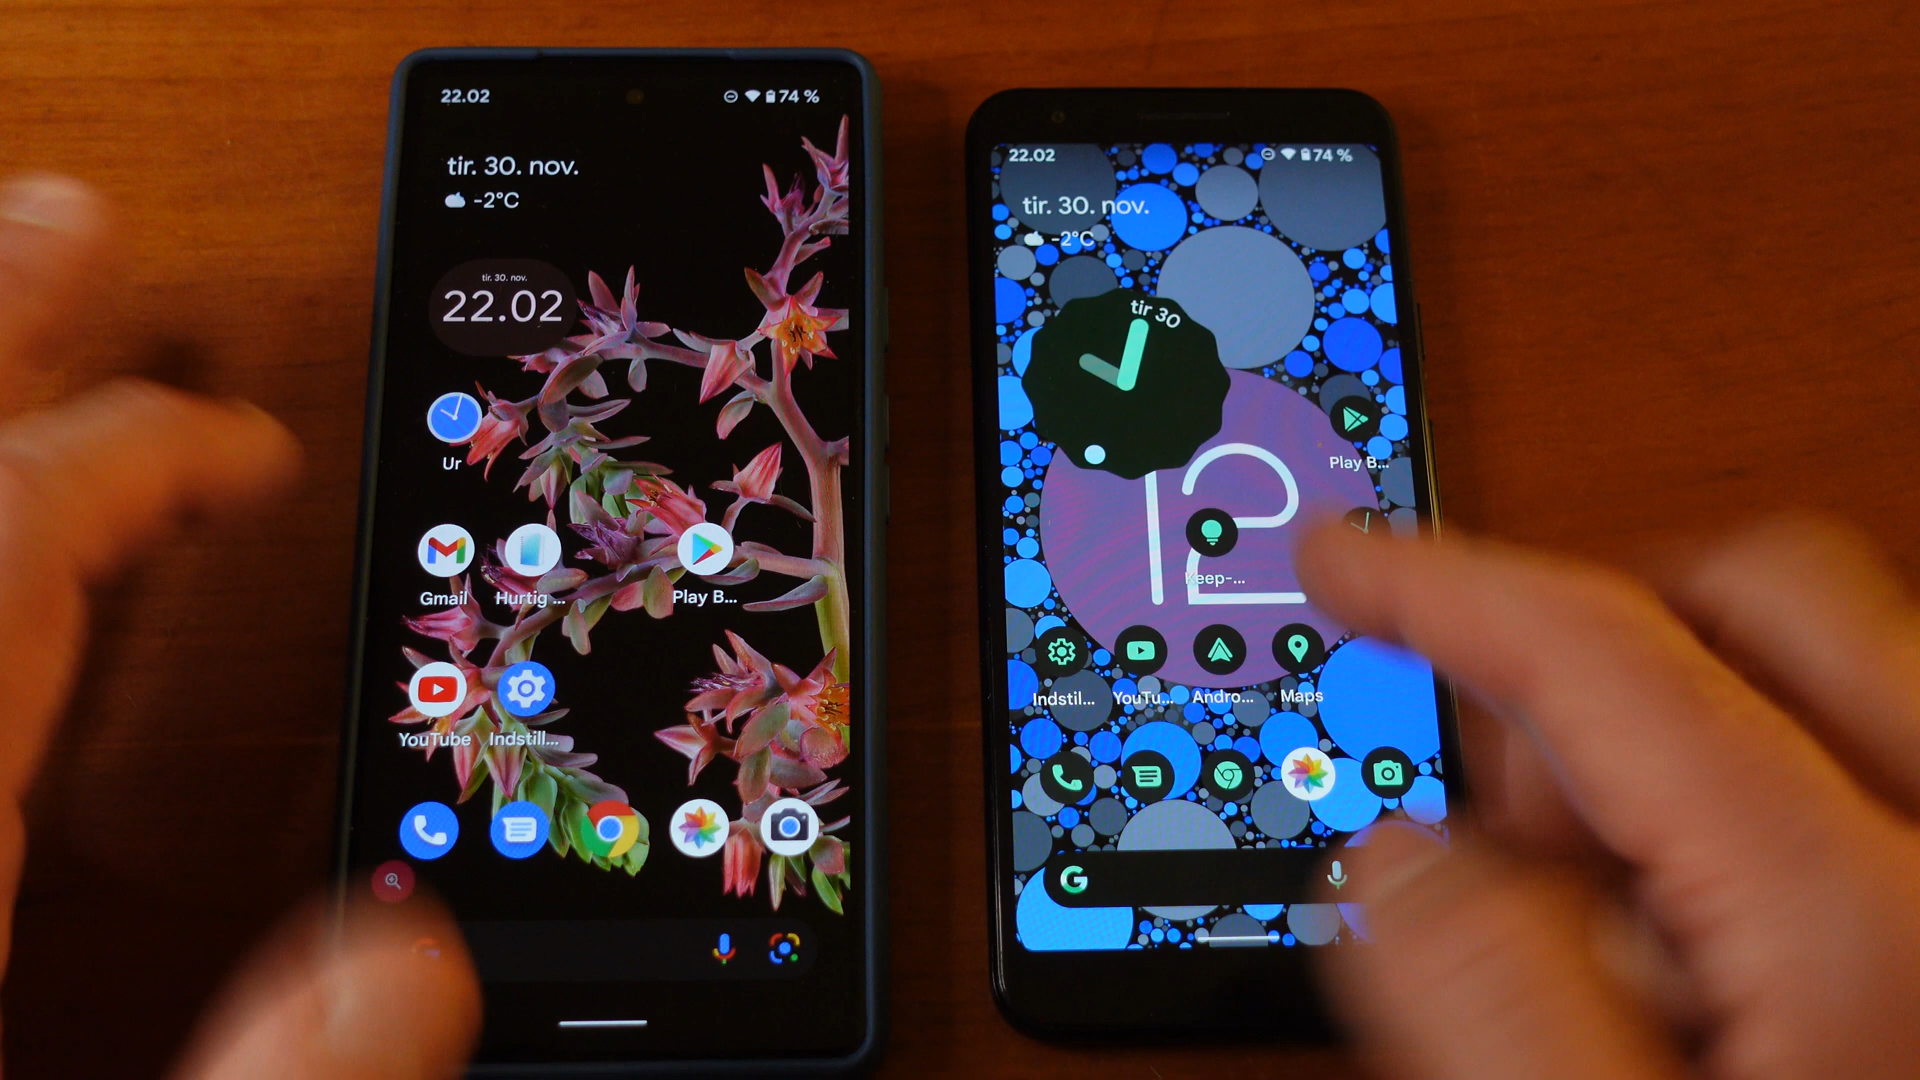 22.02
74 %
tir. 30. nov.
-2°C
tir. 30. nov.
22.02
Ur
Gmail
Hurtig ...
Play B...
YouTube
Indstill...
22.02
74 %
tir. 30. nov.
-2°C
tir 30
12
Play B...
Keep-...
Indstil...
YouTu...
Andro...
Maps
G